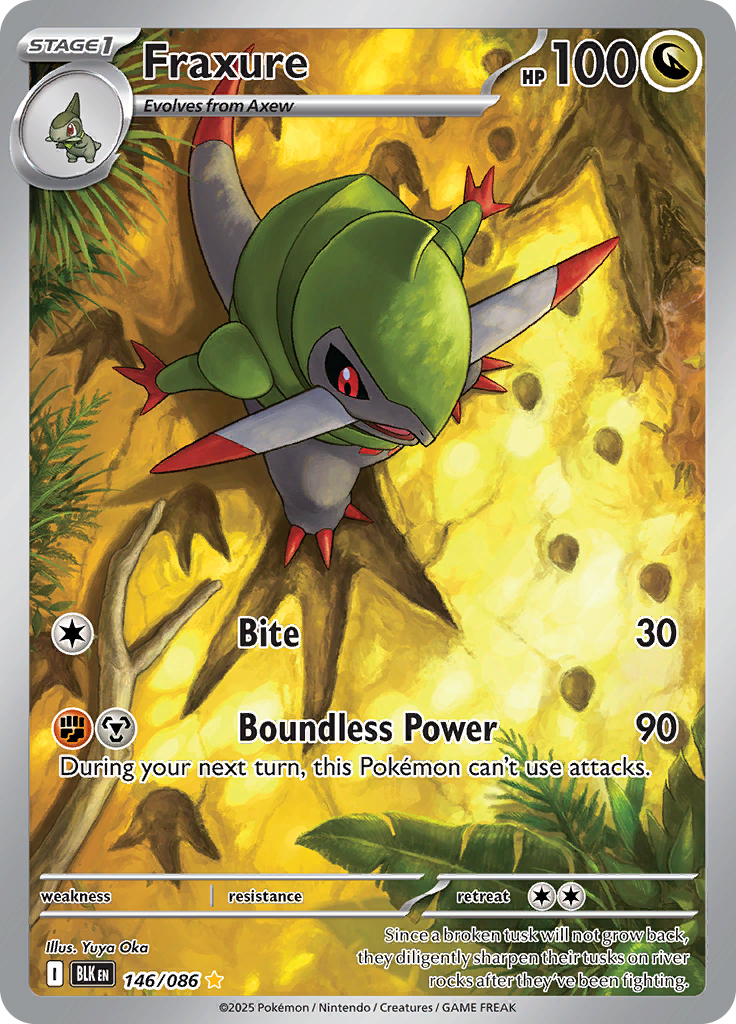 STAGE1
Fraxure
HP 100
Evolves from Axew
Bite 30
Boundless Power 90
During your next turn, this Pokémon can't use attacks.
weakness resistance retreat
Illus. Yuya Oka
Since a broken tusk will not grow back,
they diligently sharpen their tusks on river
rocks after they've been fighting.
I BLK EN 146/086
©2025 Pokémon / Nintendo / Creatures / GAME FREAK